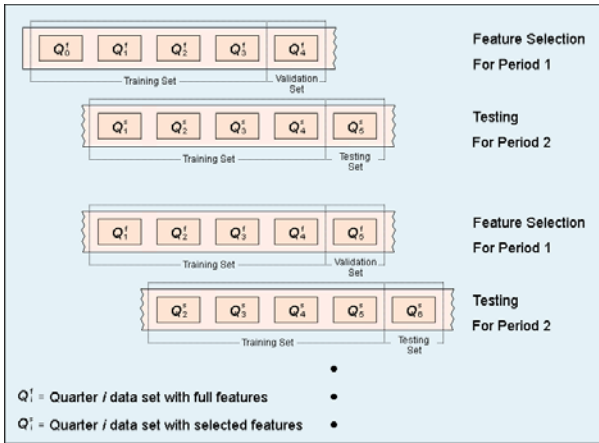 Q₀ᶠ Q₁ᶠ Q₂ᶠ Q₃ᶠ Q₄ᶠ
Feature Selection
For Period 1
Training Set
Validation
Set
Q₁ˢ Q₂ˢ Q₃ˢ Q₄ˢ Q₅ˢ
Testing
For Period 2
Training Set
Testing
Set
Q₁ᶠ Q₂ᶠ Q₃ᶠ Q₄ᶠ Q₅ᶠ
Feature Selection
For Period 1
Training Set
Validation
Set
Q₂ˢ Q₃ˢ Q₄ˢ Q₅ˢ Q₆ˢ
Testing
For Period 2
Training Set
Testing
Set
Qᵢᶠ = Quarter i data set with full features
Qᵢˢ = Quarter i data set with selected features